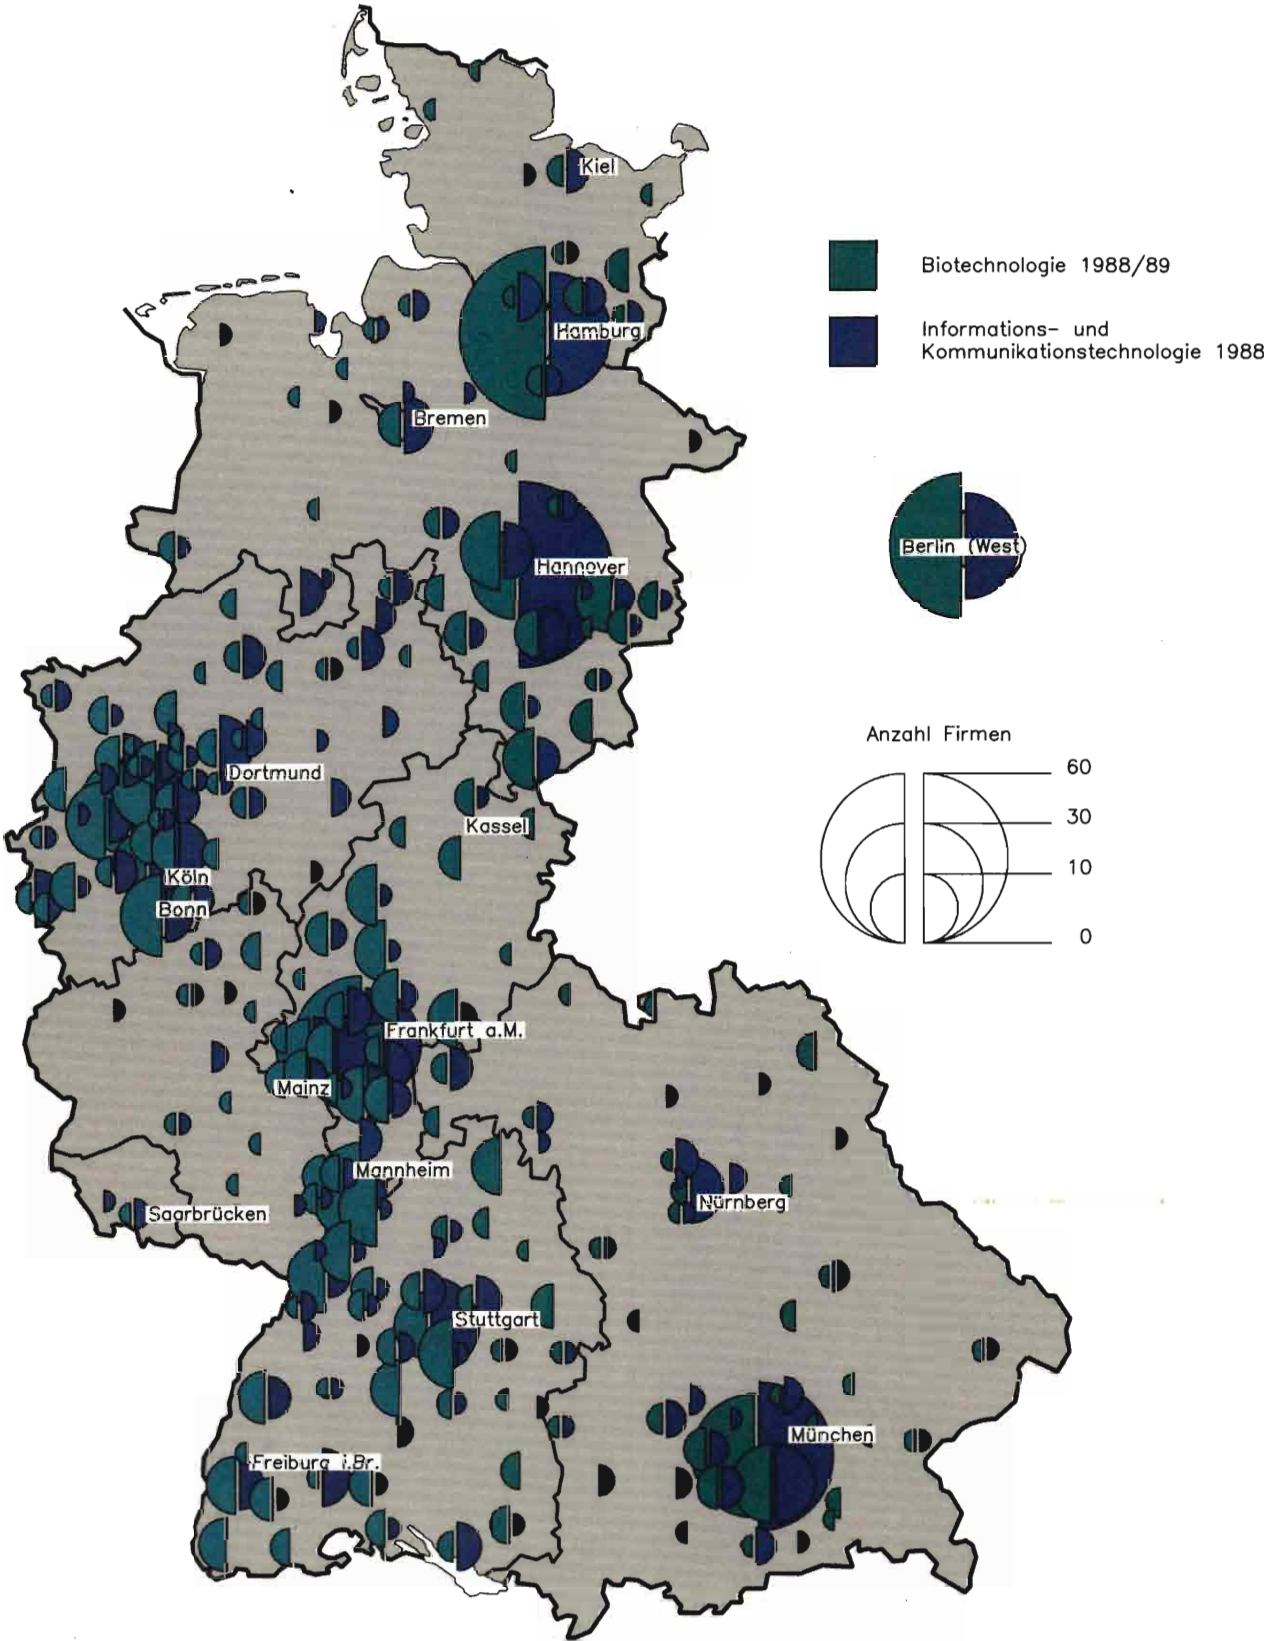 Kiel
Biotechnologie 1988/89
Hamburg
Informations- und
Kommunikationstechnologie 1988
Bremen
Berlin (West)
Hannover
Anzahl Firmen
60
30
10
0
Dortmund
Kassel
Köln
Bonn
Frankfurt a.M.
Mainz
Mannheim
Nürnberg
Saarbrücken
Stuttgart
München
Freiburg i.Br.